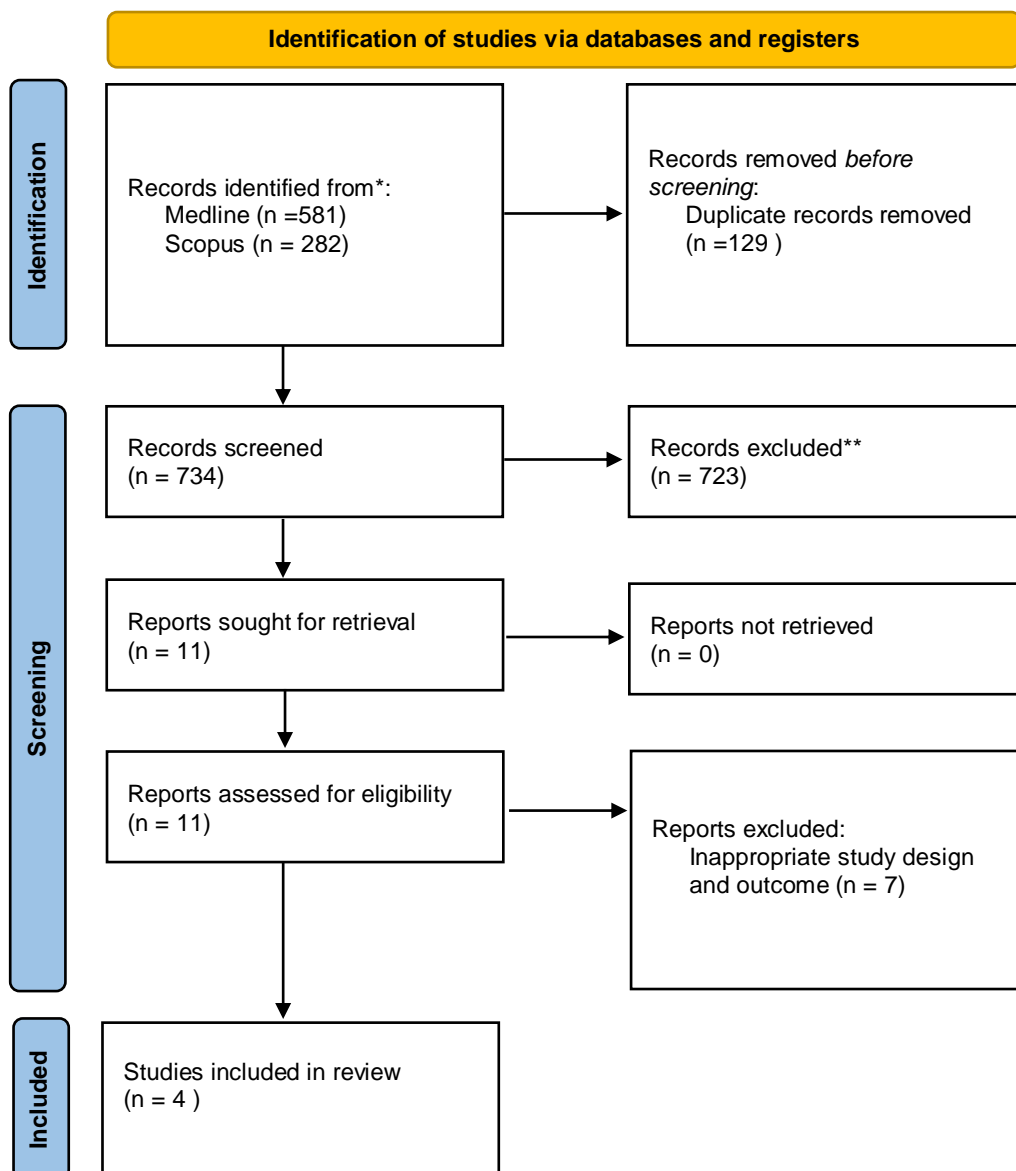 Identification of studies via databases and registers
Identification
Records identified from*:
Medline (n =581)
Scopus (n = 282)
Records removed before
screening:
Duplicate records removed
(n =129 )
Screening
Records screened
(n = 734)
Records excluded**
(n = 723)
Reports sought for retrieval
(n = 11)
Reports not retrieved
(n = 0)
Reports assessed for eligibility
(n = 11)
Reports excluded:
Inappropriate study design
and outcome (n = 7)
Included
Studies included in review
(n = 4 )